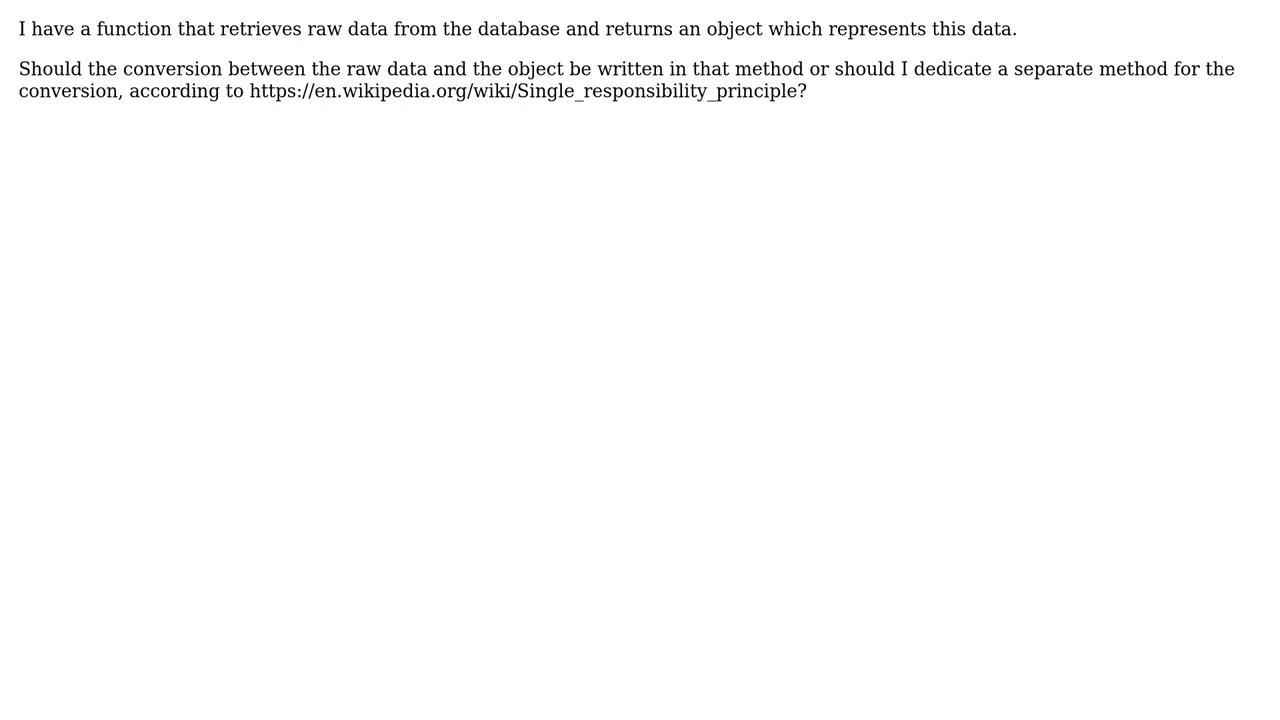 I have a function that retrieves raw data from the database and returns an object which represents this data.
Should the conversion between the raw data and the object be written in that method or should I dedicate a separate method for the
conversion, according to https://en.wikipedia.org/wiki/Single_responsibility_principle?